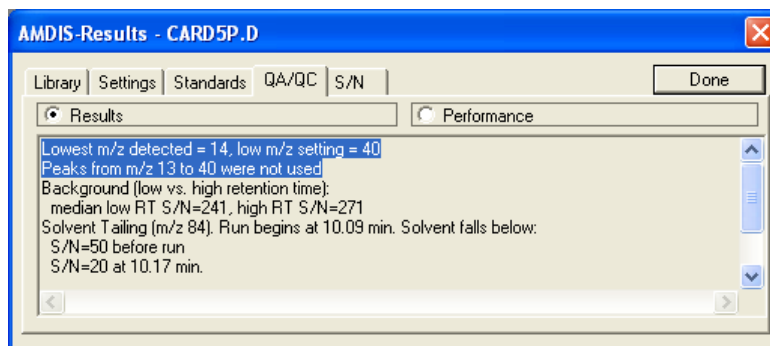 AMDIS-Results - CARD5P.D
Library Settings Standards QA/QC S/N Done
Results Performance
Lowest m/z detected = 14, low m/z setting = 40
Peaks from m/z 13 to 40 were not used
Background (low vs. high retention time):
median low RT S/N=241, high RT S/N=271
Solvent Tailing (m/z 84). Run begins at 10.09 min. Solvent falls below:
S/N=50 before run
S/N=20 at 10.17 min.